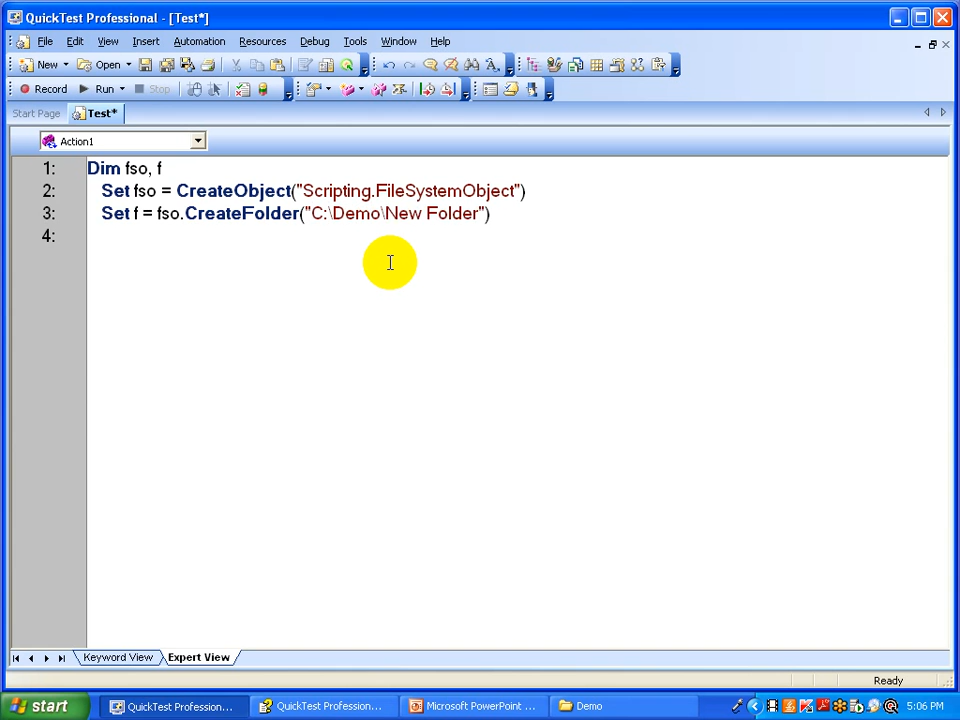 QuickTest Professional - [Test*]
File Edit View Insert Automation Resources Debug Tools Window Help
New Open
Record Run Stop
Start Page Test*
Action1
1: Dim fso, f
2: Set fso = CreateObject("Scripting.FileSystemObject")
3: Set f = fso.CreateFolder("C:\Demo\New Folder")
4:
Keyword View Expert View
Ready
start QuickTest Profession... QuickTest Profession... Microsoft PowerPoint ... Demo 5:06 PM